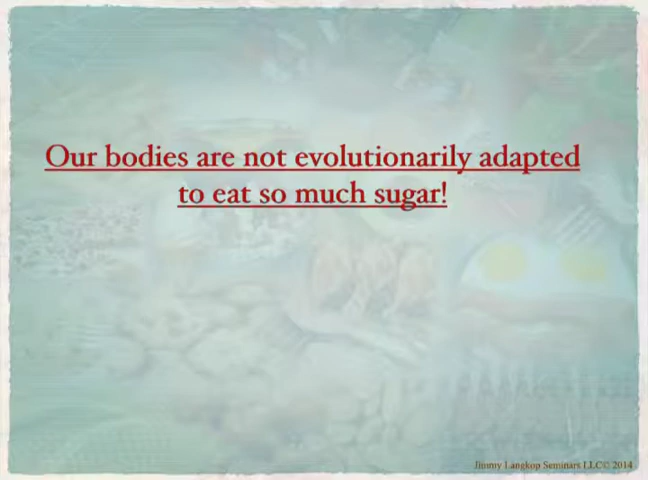 Our bodies are not evolutionarily adapted
to eat so much sugar!
Jimmy Langkop Seminars LLC© 2014